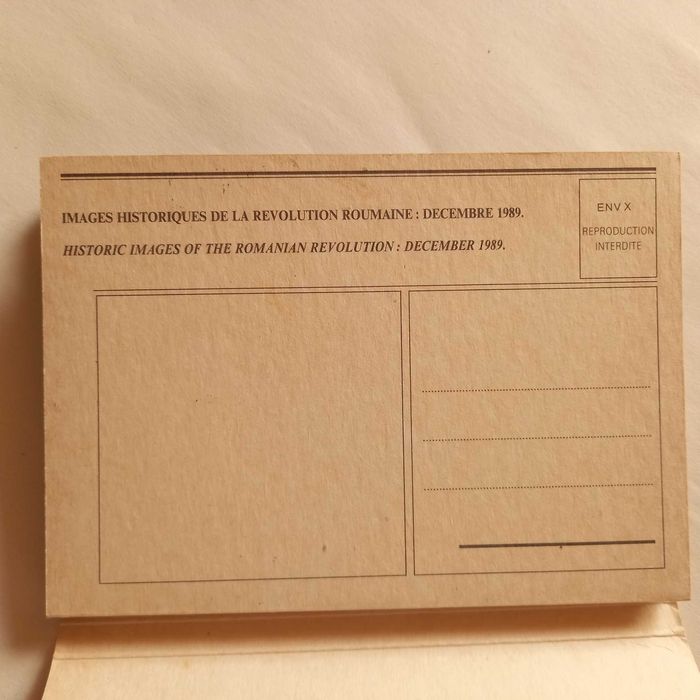 IMAGES HISTORIQUES DE LA REVOLUTION ROUMAINE : DECEMBRE 1989.
HISTORIC IMAGES OF THE ROMANIAN REVOLUTION : DECEMBER 1989.
ENV X
REPRODUCTION
INTERDITE